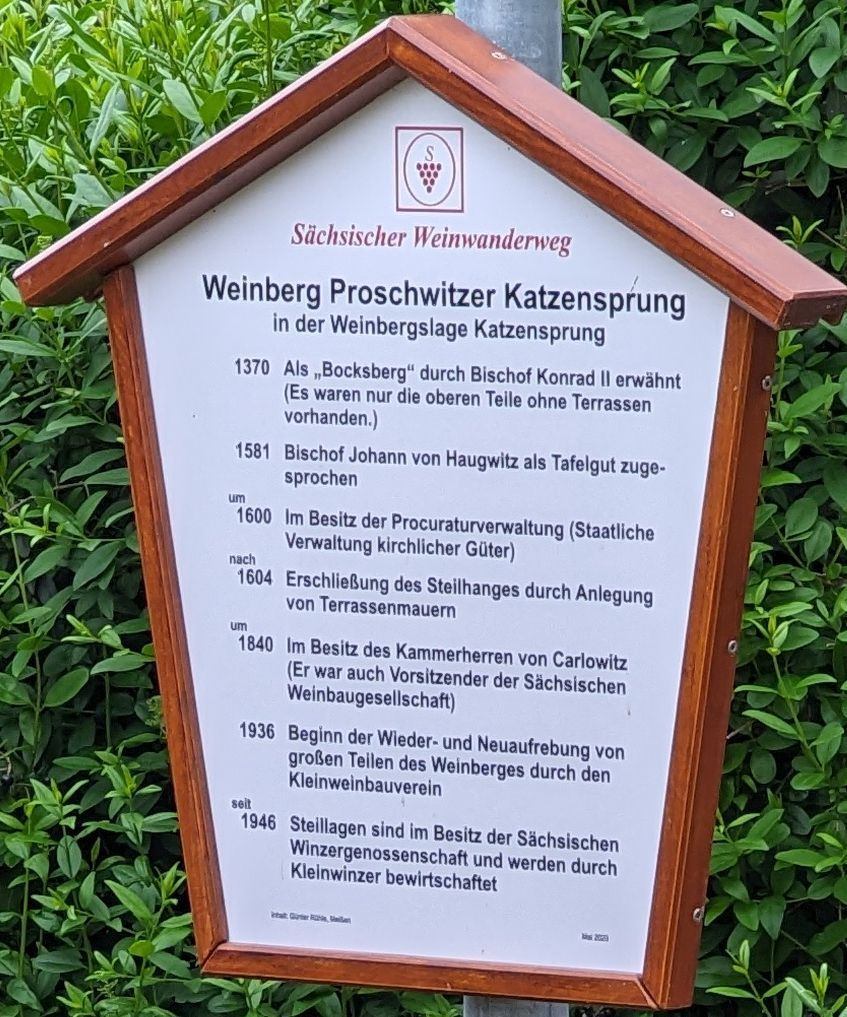 S
Sächsischer Weinwanderweg
Weinberg Proschwitzer Katzensprung
in der Weinbergslage Katzensprung
1370 Als „Bocksberg“ durch Bischof Konrad II erwähnt
(Es waren nur die oberen Teile ohne Terrassen
vorhanden.)
1581 Bischof Johann von Haugwitz als Tafelgut zuge-
sprochen
um
1600 Im Besitz der Procuraturverwaltung (Staatliche
Verwaltung kirchlicher Güter)
nach
1604 Erschließung des Steilhanges durch Anlegung
von Terrassenmauern
um
1840 Im Besitz des Kammerherren von Carlowitz
(Er war auch Vorsitzender der Sächsischen
Weinbaugesellschaft)
1936 Beginn der Wieder- und Neuaufrebung von
großen Teilen des Weinberges durch den
Kleinweinbauverein
seit
1946 Steillagen sind im Besitz der Sächsischen
Winzergenossenschaft und werden durch
Kleinwinzer bewirtschaftet
Inhalt: Günter Rühle, Meißen
Mai